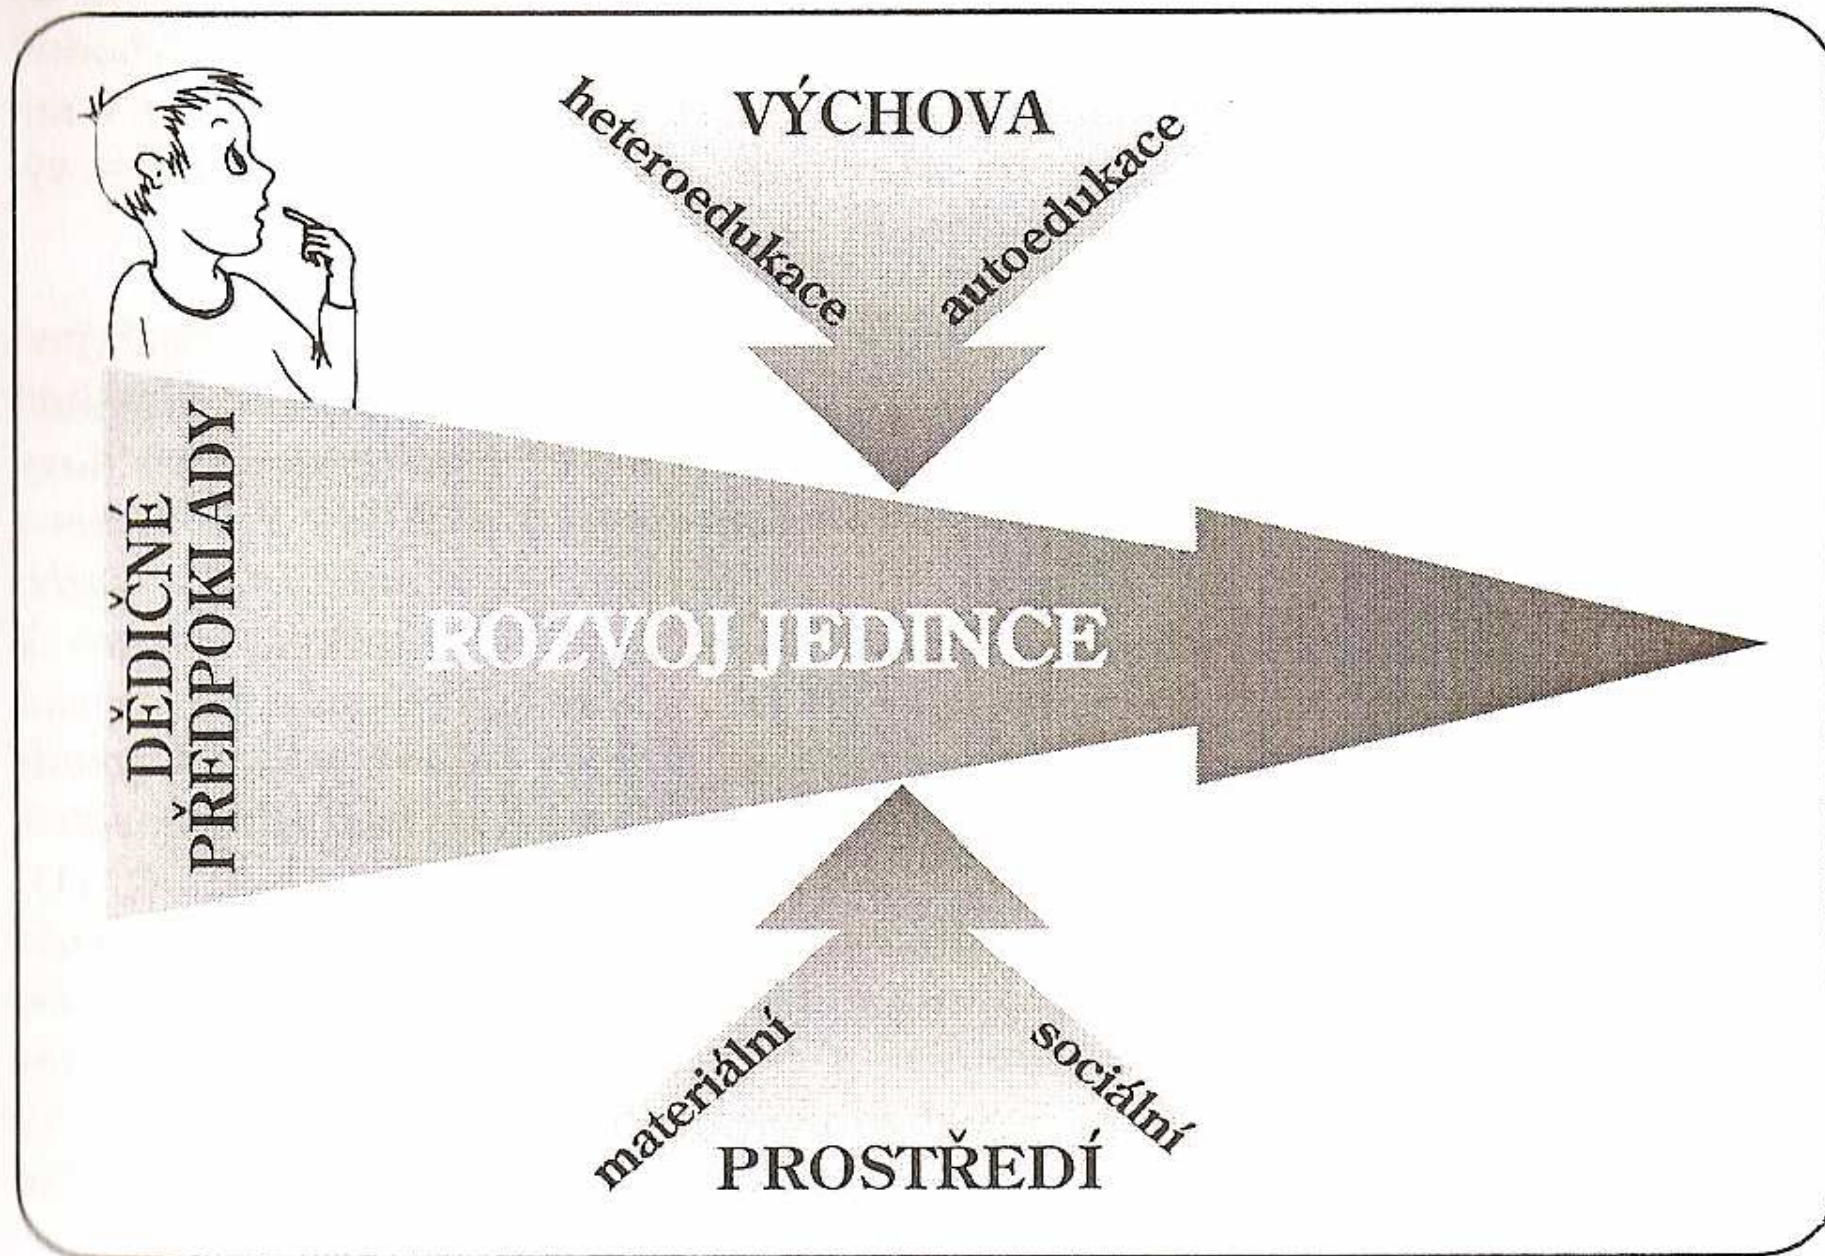 VÝCHOVA
heteroedukace
autoedukace
DĚDIČNÉ
PŘEDPOKLADY
ROZVOJ JEDINCE
materiální
sociální
PROSTŘEDÍ